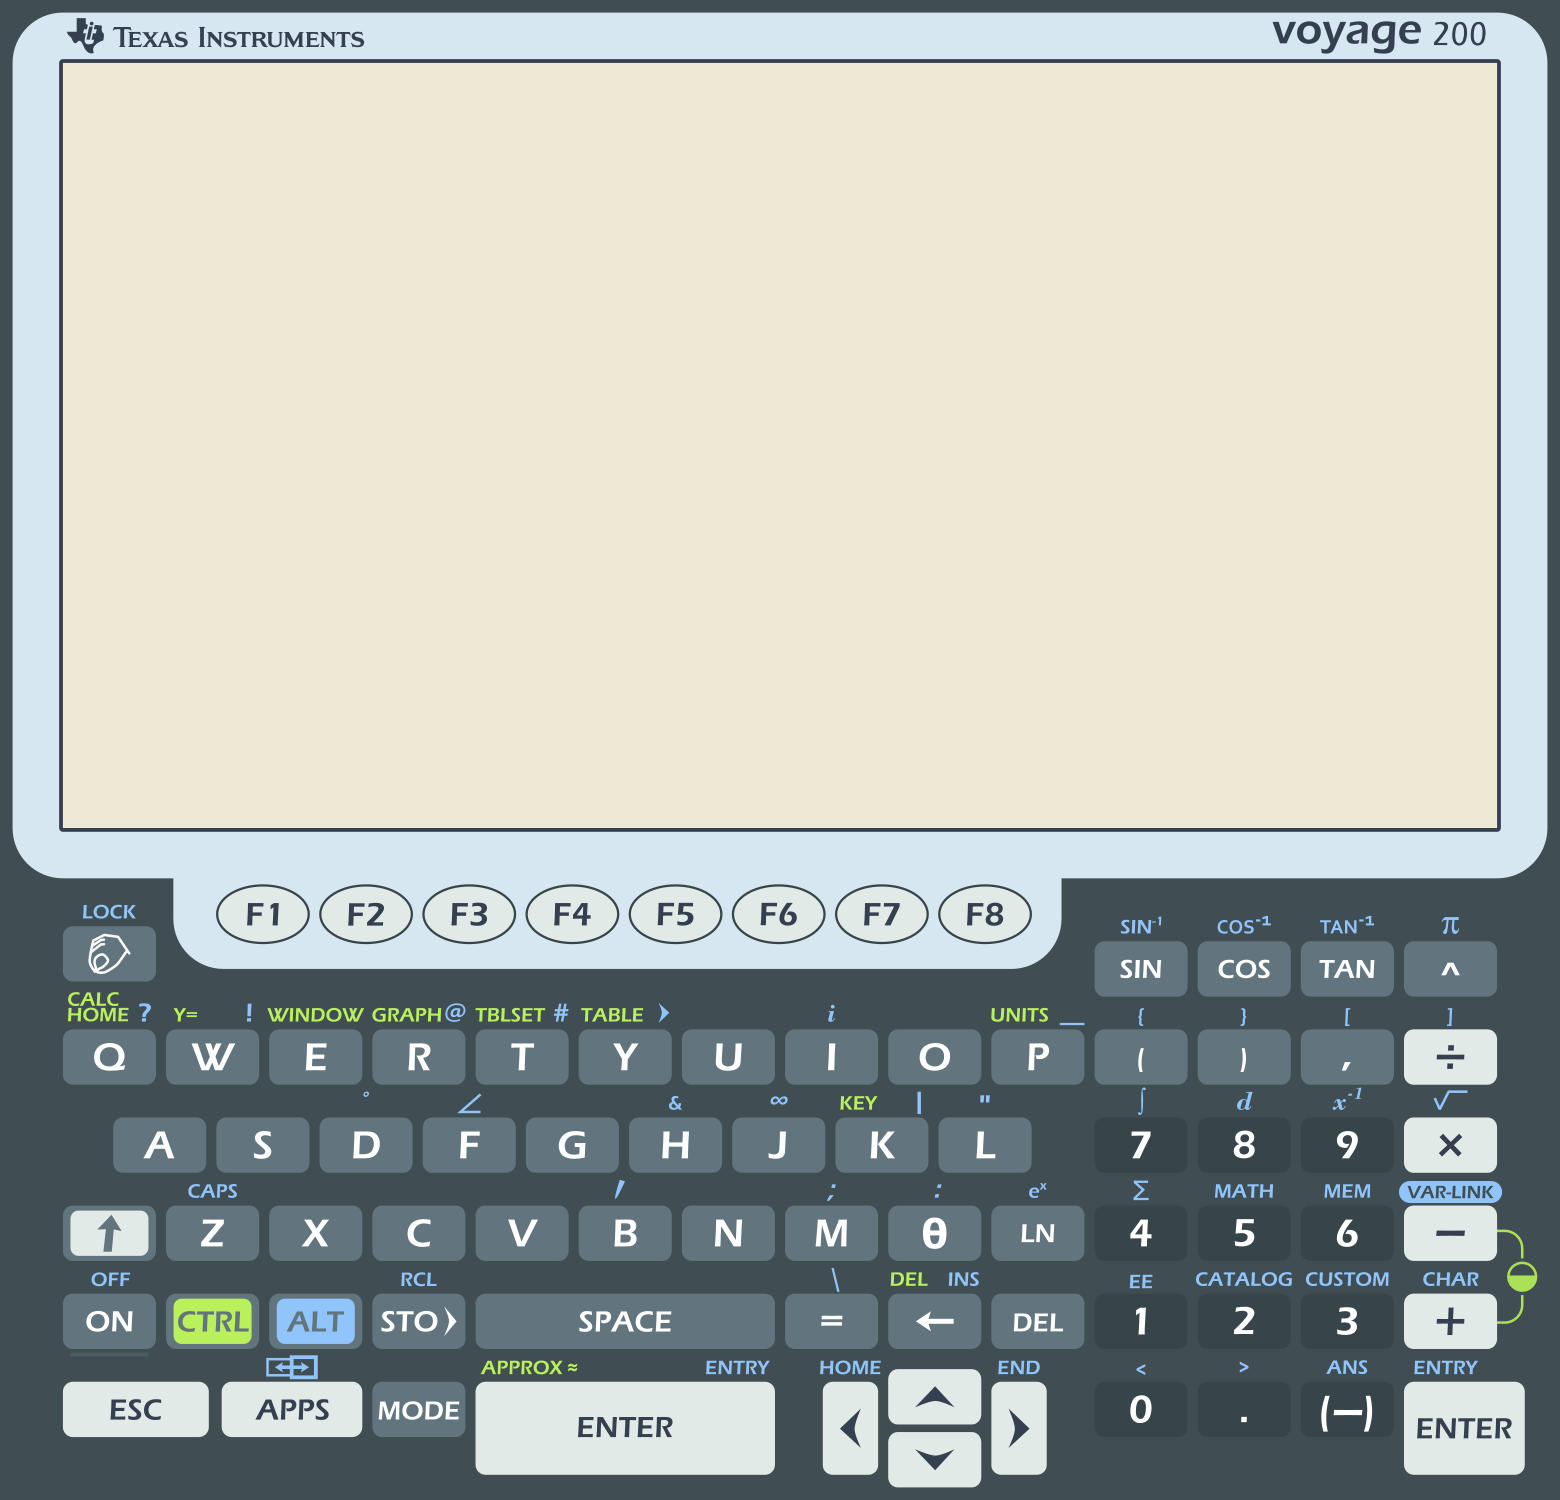 TEXAS INSTRUMENTS voyage 200
F1 F2 F3 F4 F5 F6 F7 F8
LOCK
SIN⁻¹ COS⁻¹ TAN⁻¹ π
SIN COS TAN ^
CALC
HOME ? Y= ! WINDOW GRAPH @ TBLSET # TABLE i UNITS _ { } [ ]
Q W E R T Y U I O P ( ) , ÷
° ∠ & ∞ KEY | " ∫ d x⁻¹ √
A S D F G H J K L 7 8 9 ×
CAPS ′ ; : eˣ Σ MATH MEM VAR-LINK
Z X C V B N M θ LN 4 5 6 −
OFF RCL \ DEL INS EE CATALOG CUSTOM CHAR
ON CTRL ALT STO SPACE = ← DEL 1 2 3 +
APPROX ≈ ENTRY HOME END < > ANS ENTRY
ESC APPS MODE ENTER 0 . (−) ENTER